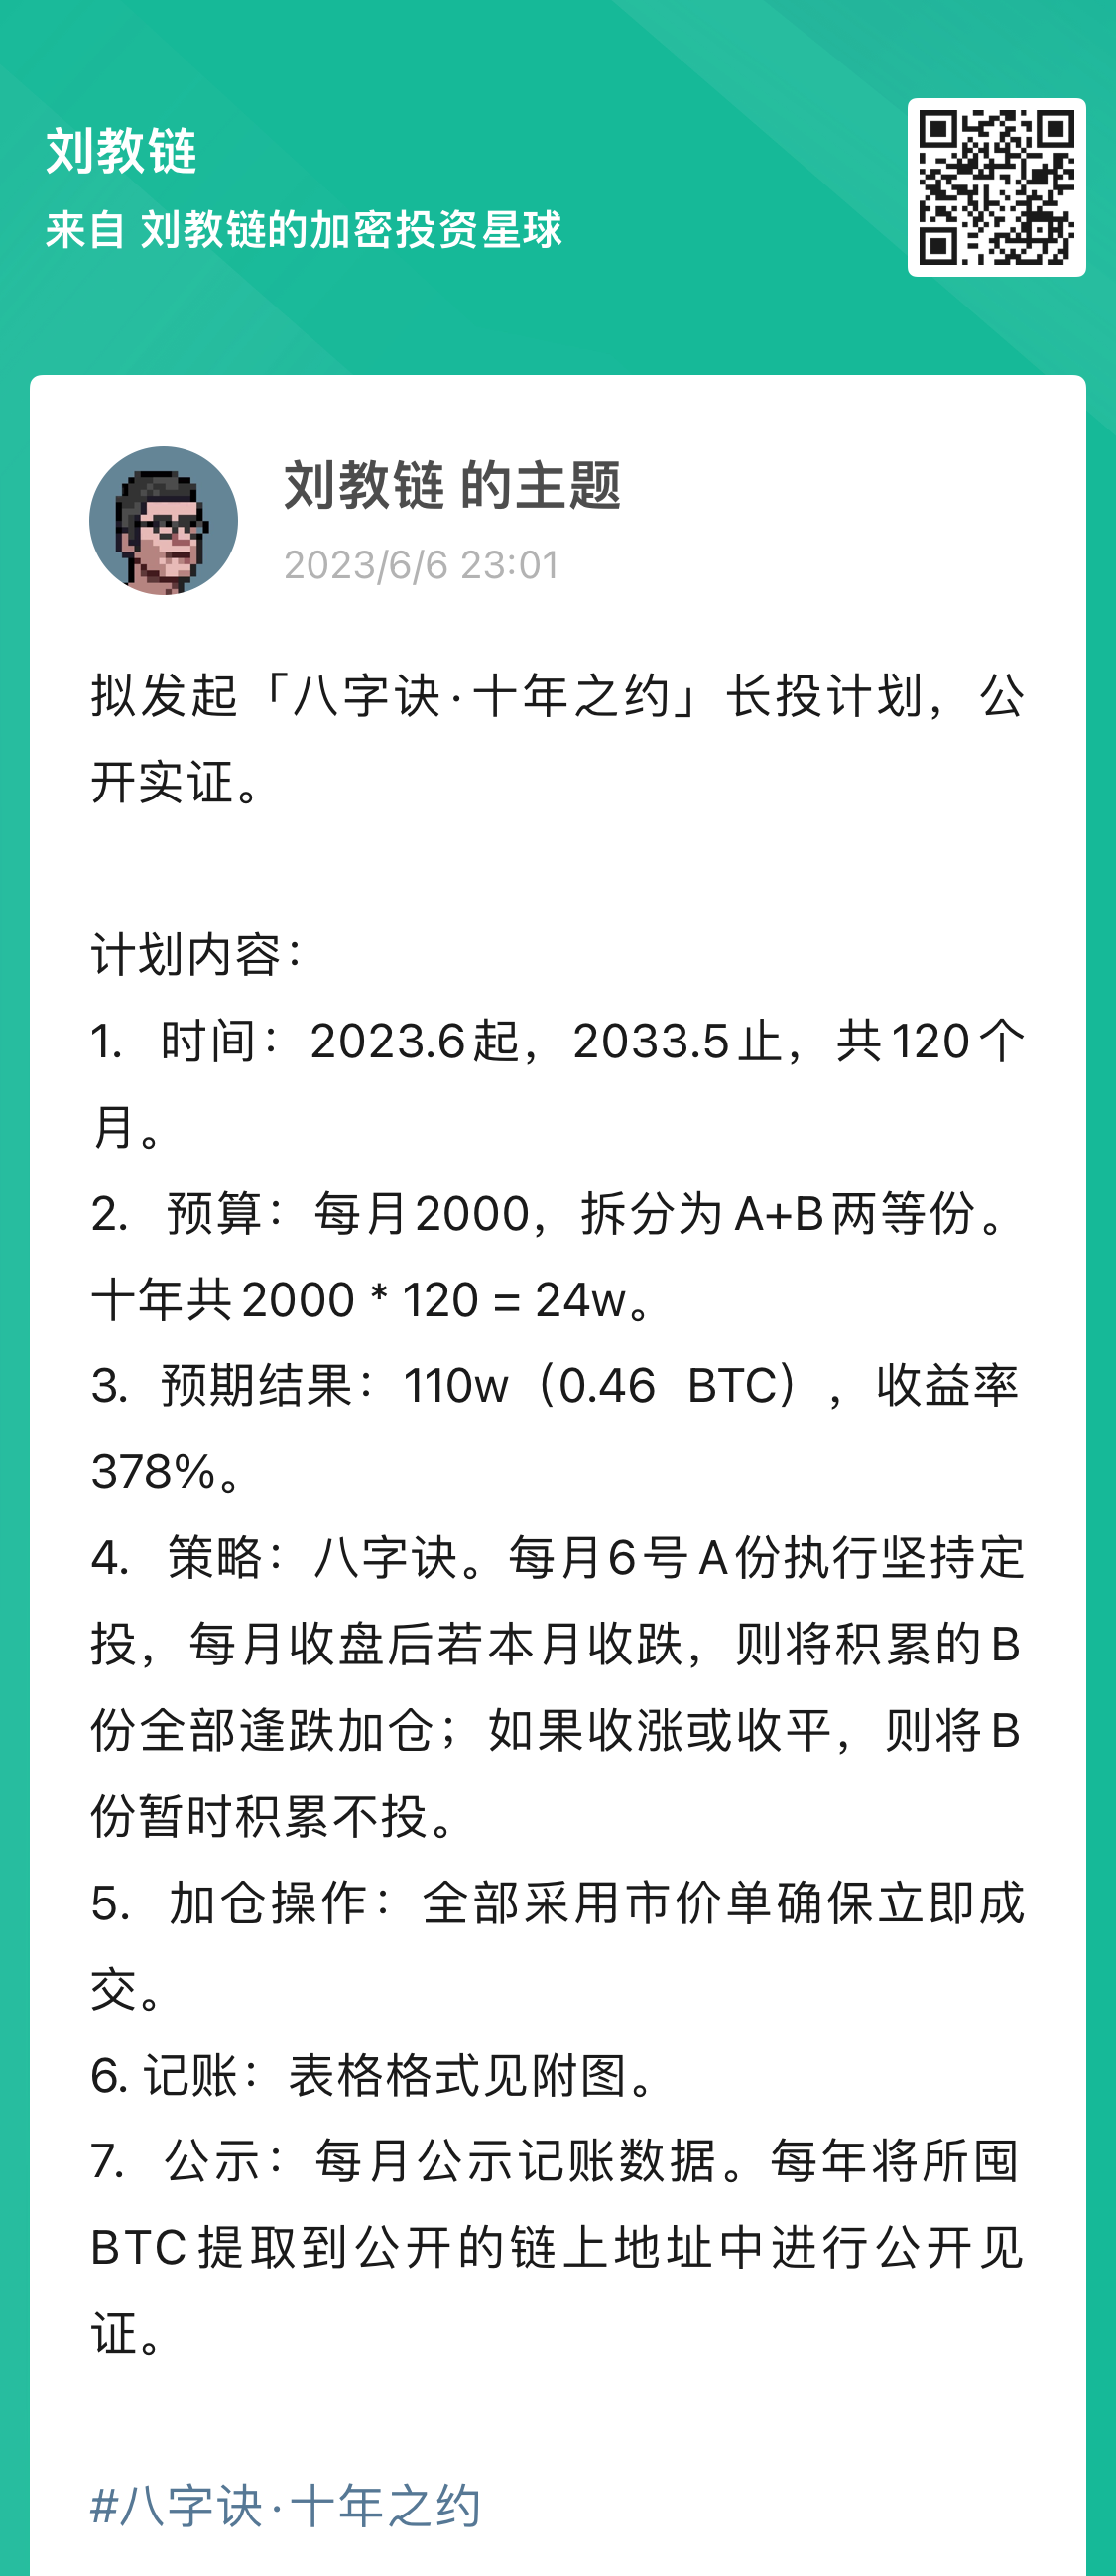 刘教链
来自 刘教链的加密投资星球
刘教链 的主题
2023/6/6 23:01
拟发起「八字诀·十年之约」长投计划，公
开实证。
计划内容：
1. 时间：2023.6起，2033.5止，共120个
月。
2. 预算：每月2000，拆分为A+B两等份。
十年共2000 * 120 = 24w。
3. 预期结果：110w（0.46 BTC），收益率
378%。
4. 策略：八字诀。每月6号A份执行坚持定
投，每月收盘后若本月收跌，则将积累的B
份全部逢跌加仓；如果收涨或收平，则将B
份暂时积累不投。
5. 加仓操作：全部采用市价单确保立即成
交。
6. 记账：表格格式见附图。
7. 公示：每月公示记账数据。每年将所囤
BTC提取到公开的链上地址中进行公开见
证。
#八字诀·十年之约